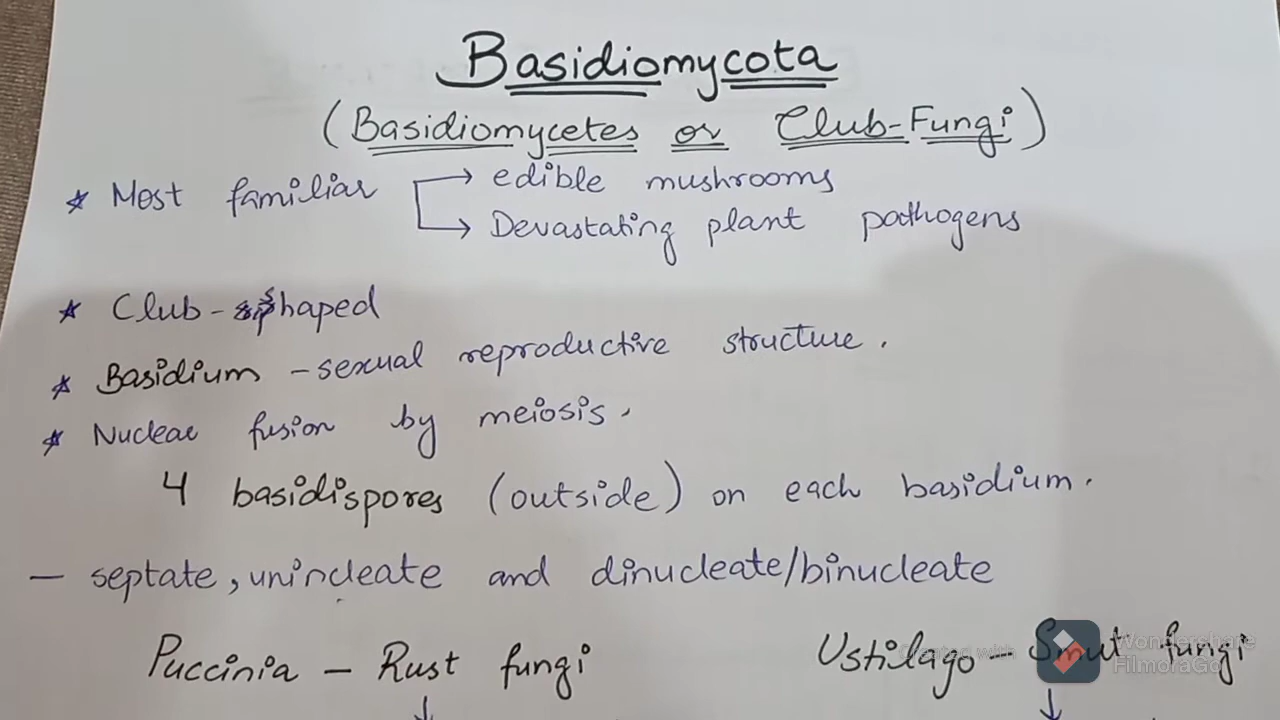 Basidiomycota
(Basidiomycetes or Club-Fungi)
* Most familiar → edible mushrooms
→ Devastating plant pathogens
* Club-shaped
* Basidium - sexual reproductive structure.
* Nuclear fusion by meiosis.
4 basidispores (outside) on each basidium.
- septate, unincleate and dinucleate/binucleate
Puccinia - Rust fungi
Ustilago - Smut fungi
Created with
Wondershare
FilmoraGo